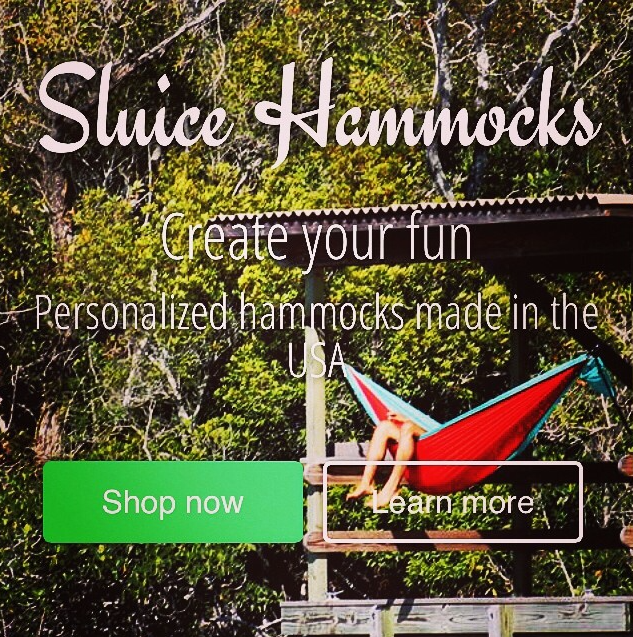 Sluice Hammocks
Create your fun
Personalized hammocks made in the
USA
Shop now
Learn more